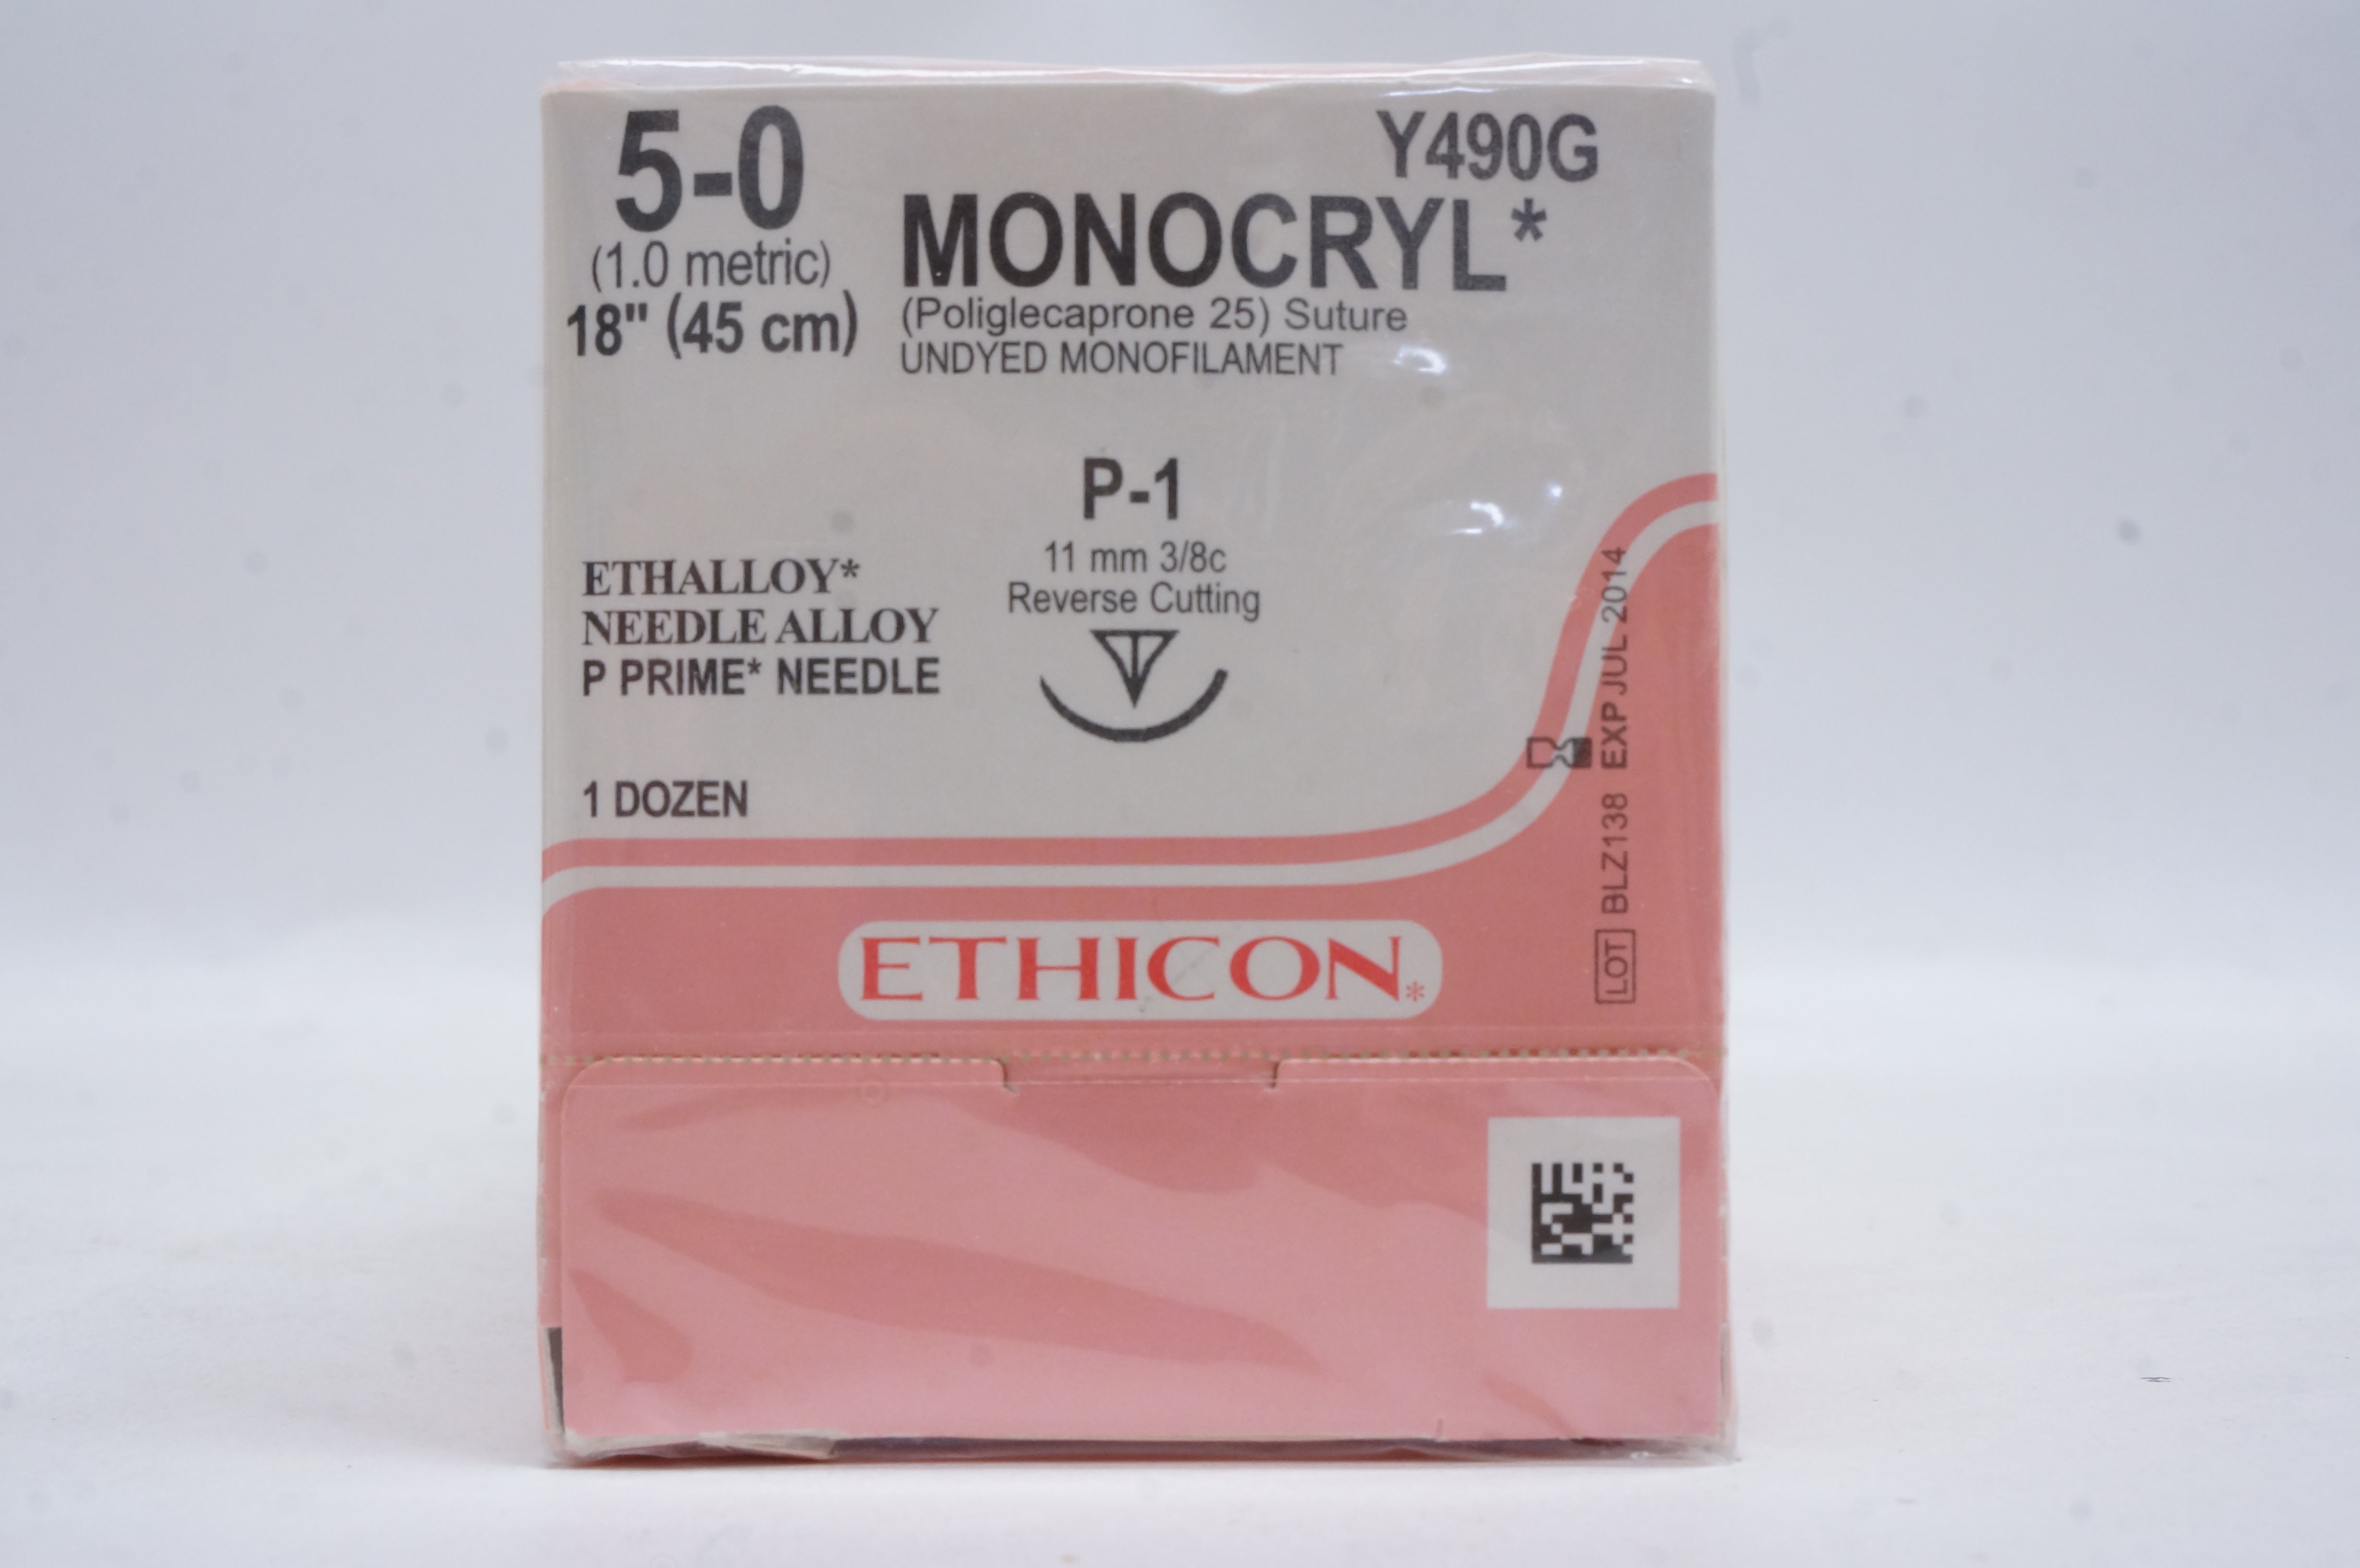 5-0
(1.0 metric)
18" (45 cm)
Y490G
MONOCRYL*
(Poliglecaprone 25) Suture
UNDYED MONOFILAMENT
P-1
11 mm 3/8c
Reverse Cutting
ETHALLOY*
NEEDLE ALLOY
P PRIME* NEEDLE
1 DOZEN
LOT BLZ138 EXP JUL 2014
ETHICON*